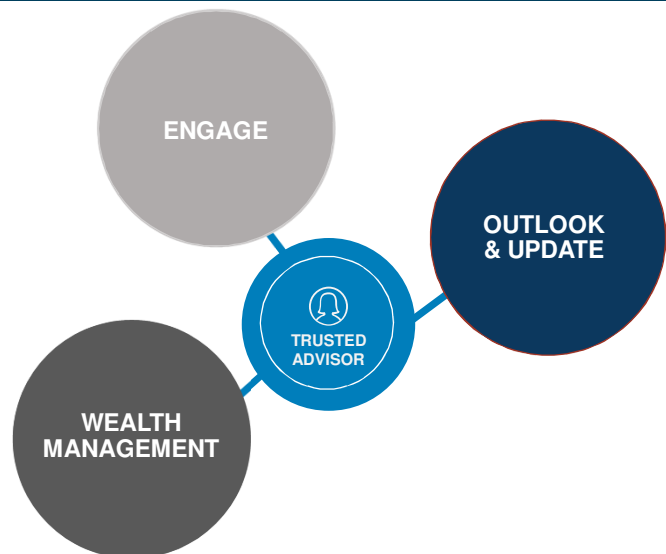 ENGAGE
OUTLOOK
& UPDATE
TRUSTED
ADVISOR
WEALTH
MANAGEMENT